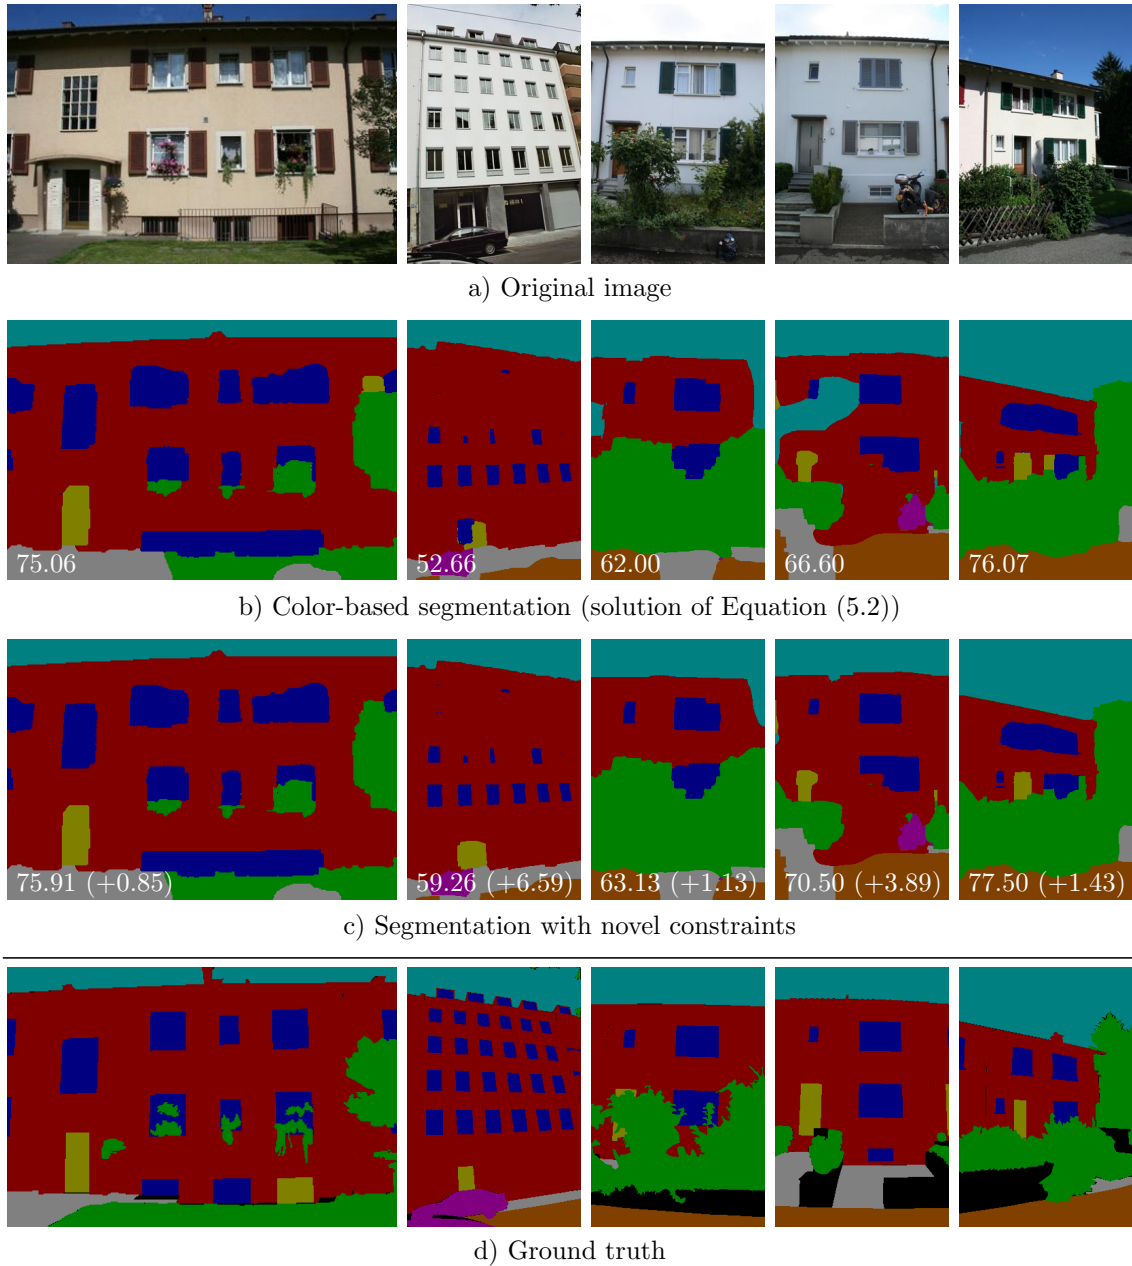 a) Original image
75.06
52.66
62.00
66.60
76.07
b) Color-based segmentation (solution of Equation (5.2))
75.91 (+0.85)
59.26 (+6.59)
63.13 (+1.13)
70.50 (+3.89)
77.50 (+1.43)
c) Segmentation with novel constraints
d) Ground truth